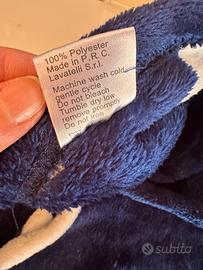 100% Polyester
Made in P.R.C.
Lavatelli S.r.l.
Machine wash cold
gentle cycle
Do not bleach
Tumble dry low
remove promptly
Do not iron
subito